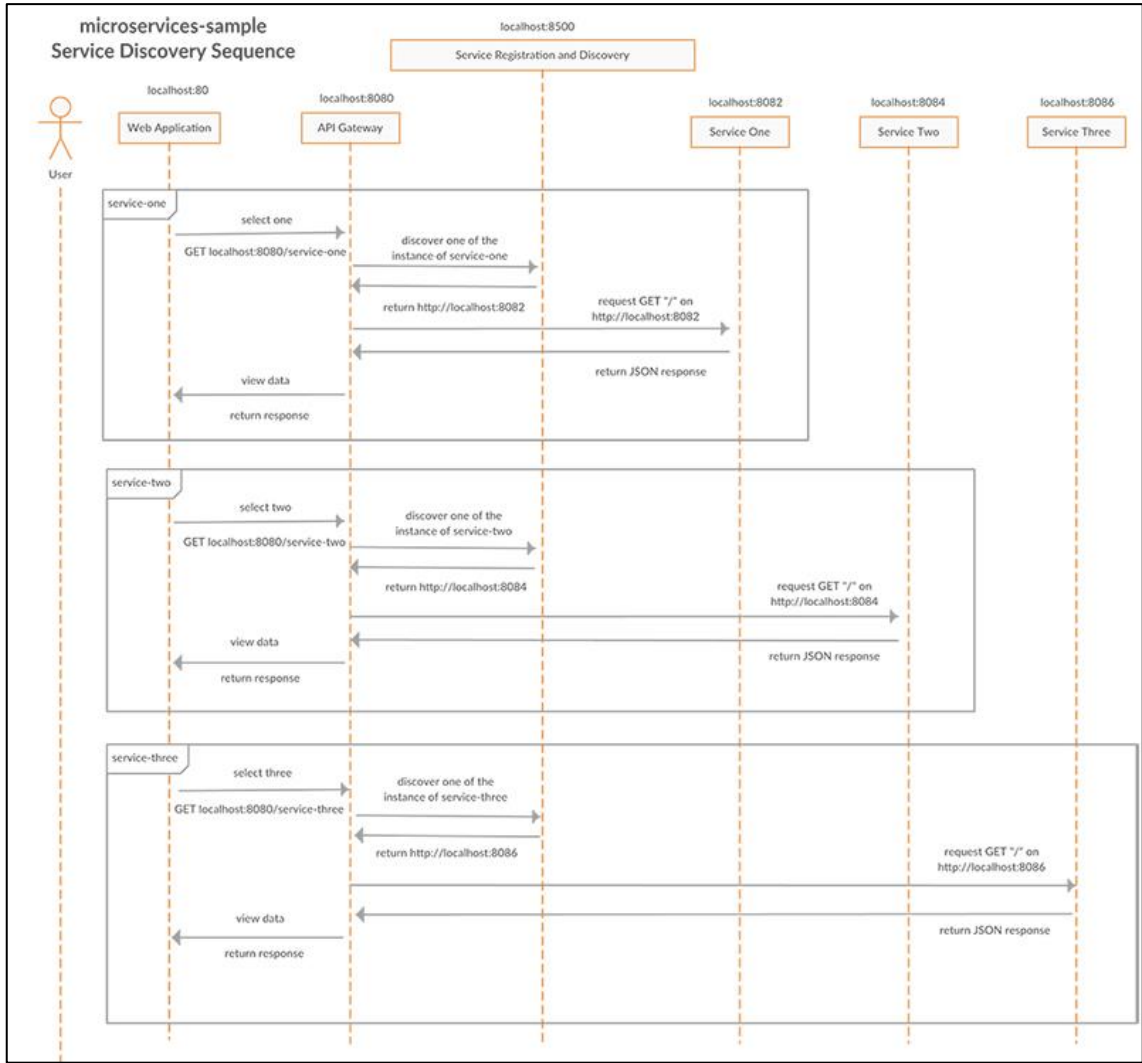 microservices-sample
Service Discovery Sequence
localhost:8500
Service Registration and Discovery
localhost:80
Web Application
localhost:8080
API Gateway
localhost:8082
Service One
localhost:8084
Service Two
localhost:8086
Service Three
User
service-one
select one
GET localhost:8080/service-one
discover one of the
instance of service-one
return http://localhost:8082
request GET "/" on
http://localhost:8082
return JSON response
view data
return response
service-two
select two
GET localhost:8080/service-two
discover one of the
instance of service-two
return http://localhost:8084
request GET "/" on
http://localhost:8084
return JSON response
view data
return response
service-three
select three
GET localhost:8080/service-three
discover one of the
instance of service-three
return http://localhost:8086
request GET "/" on
http://localhost:8086
return JSON response
view data
return response